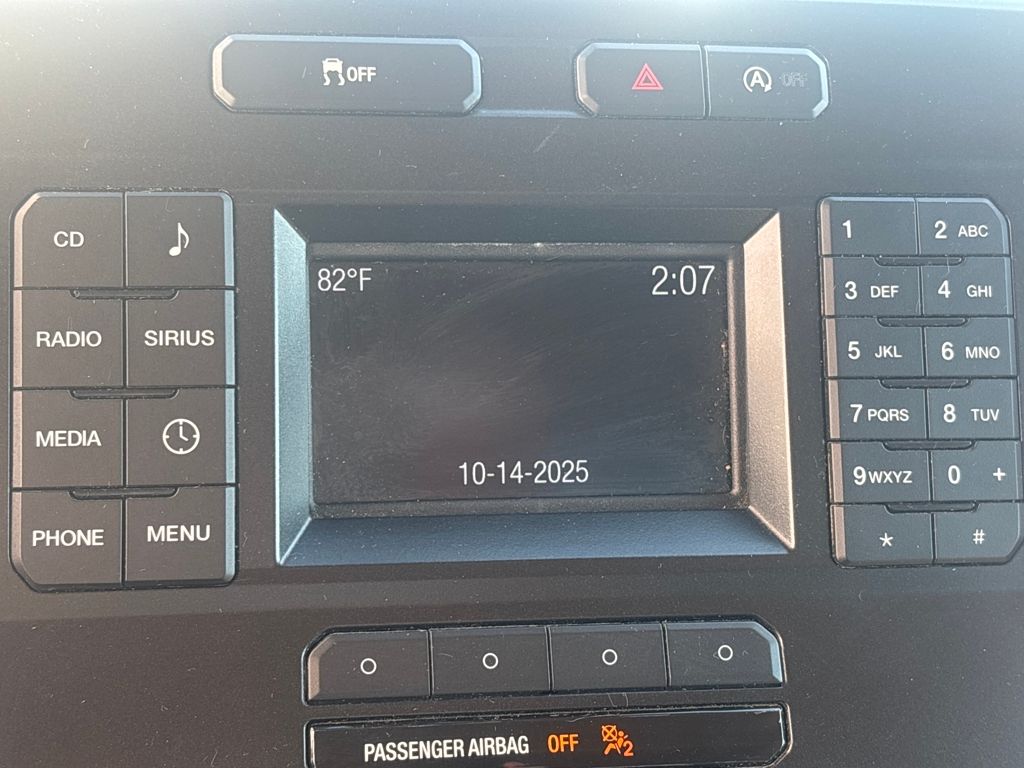 OFF
A OFF
CD
RADIO SIRIUS
MEDIA
PHONE MENU
82°F 2:07
10-14-2025
1 2 ABC
3 DEF 4 GHI
5 JKL 6 MNO
7 PQRS 8 TUV
9 WXYZ 0 +
* #
PASSENGER AIRBAG OFF 2